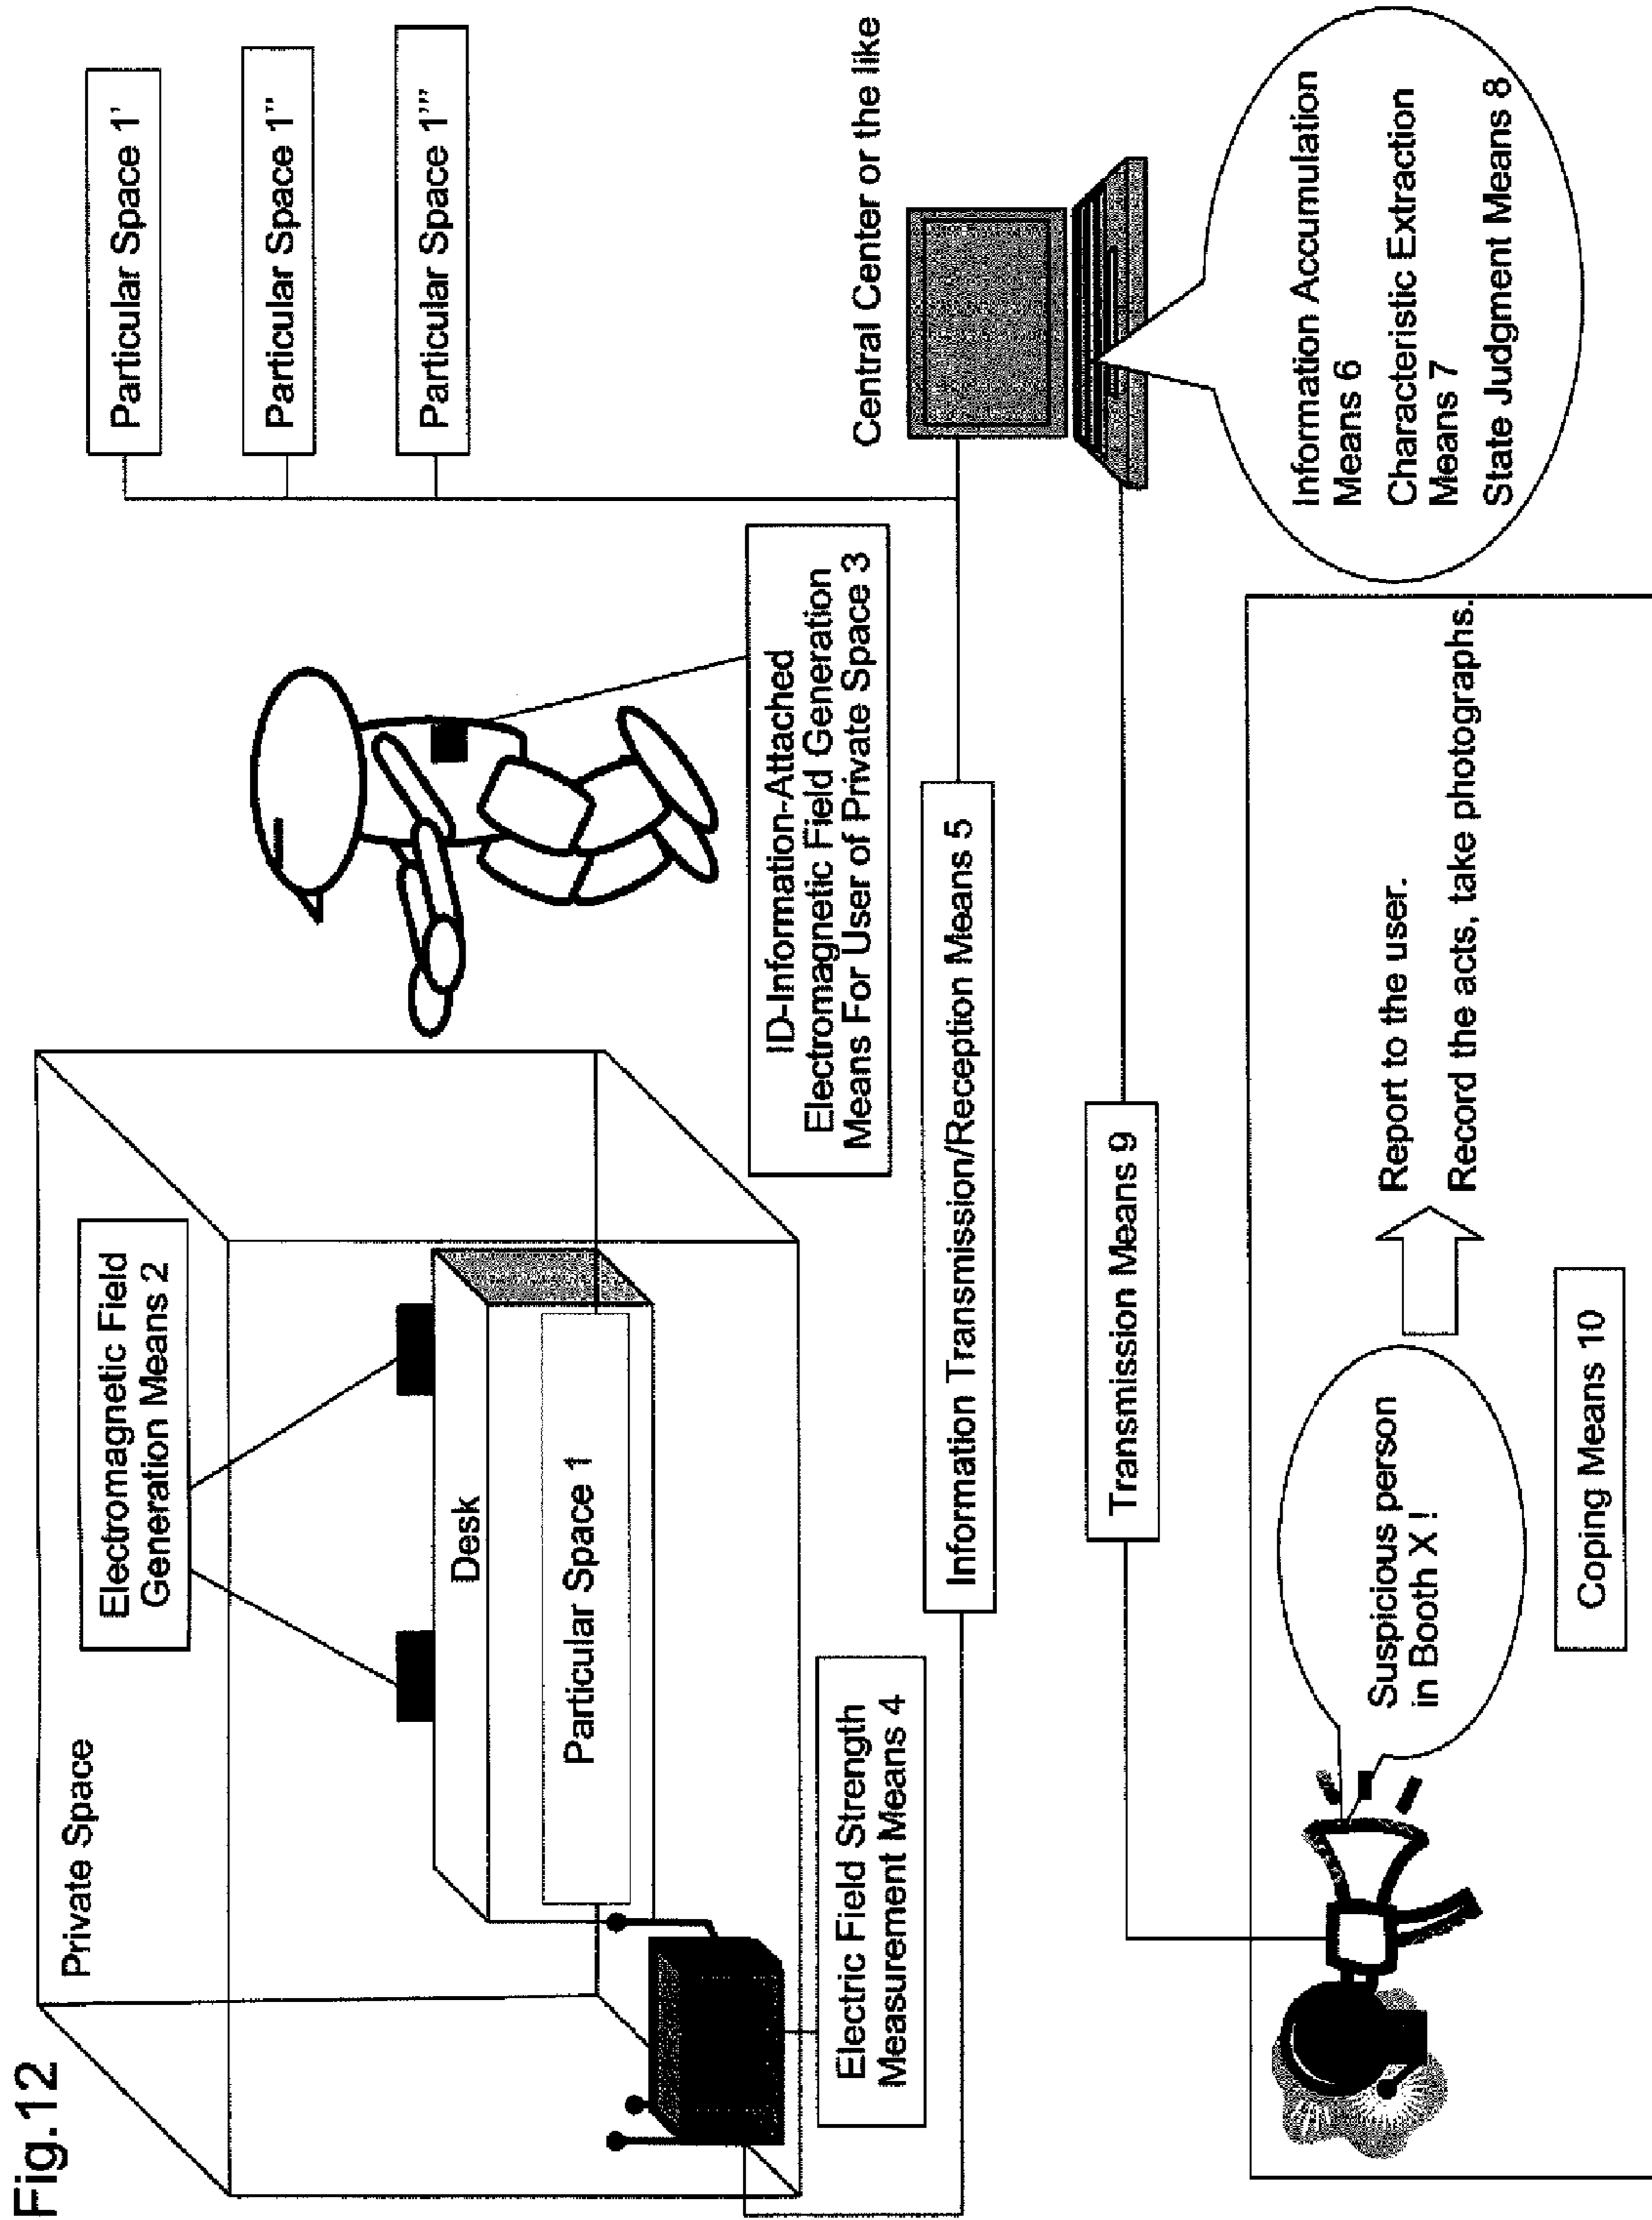 Fig.12
Private Space
Electromagnetic Field
Generation Means 2
Desk
Particular Space 1
Electric Field Strength
Measurement Means 4
ID-Information-Attached
Electromagnetic Field Generation
Means For User of Private Space 3
Particular Space 1'
Particular Space 1"
Particular Space 1'"
Information Transmission/Reception Means 5
Central Center or the like
Transmission Means 9
Information Accumulation
Means 6
Characteristic Extraction
Means 7
State Judgment Means 8
Suspicious person
in Booth X !
Report to the user.
Record the acts, take photographs.
Coping Means 10